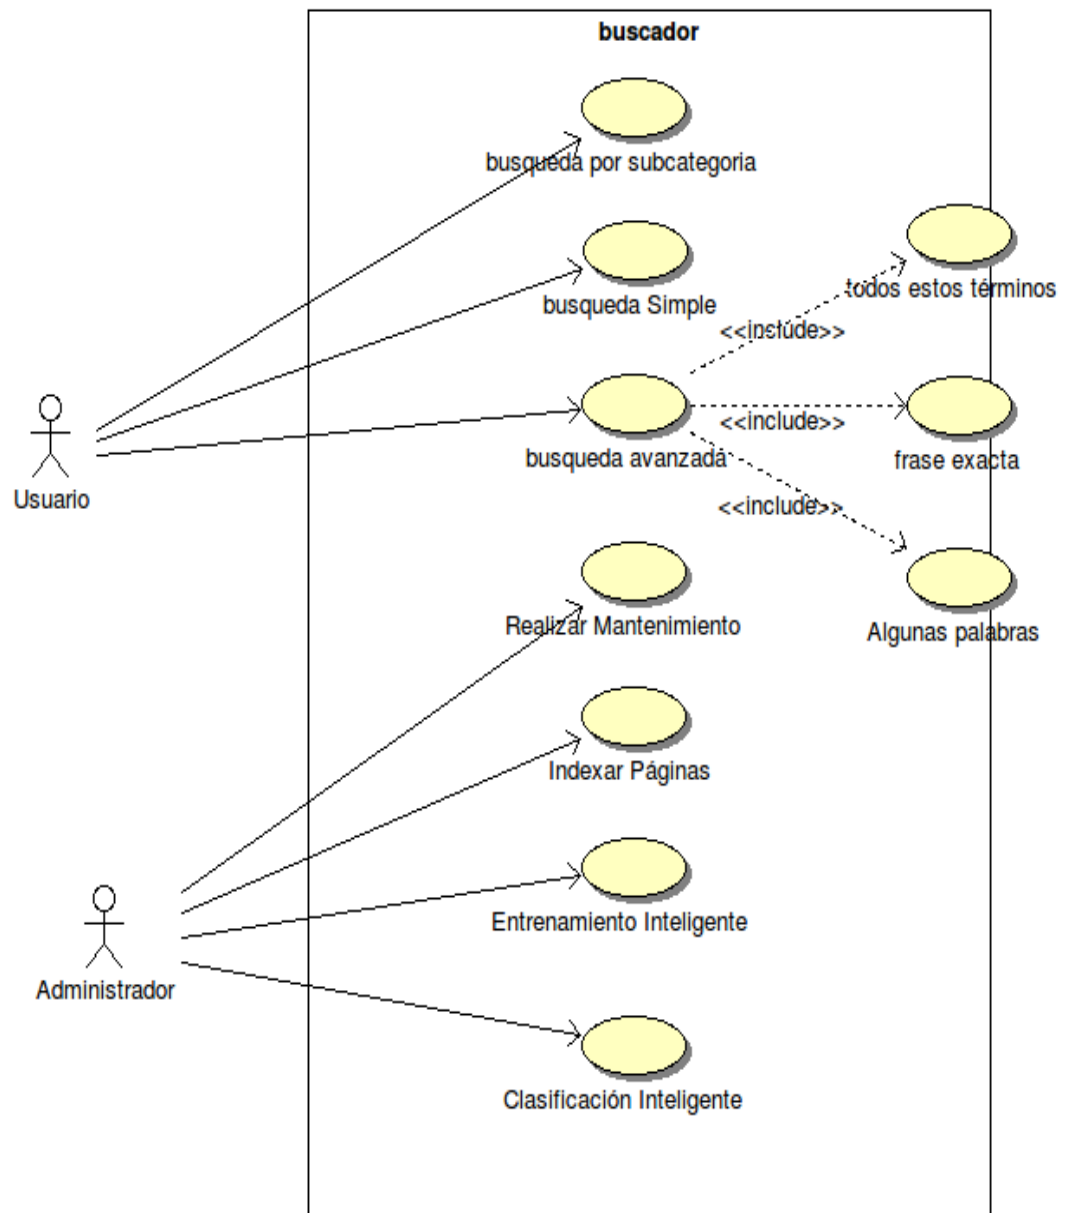 buscador
busqueda por subcategoria
busqueda Simple
todos estos términos
<<include>>
<<include>>
busqueda avanzada
frase exacta
Usuario
<<include>>
Realizar Mantenimiento
Algunas palabras
Indexar Páginas
Entrenamiento Inteligente
Administrador
Clasificación Inteligente